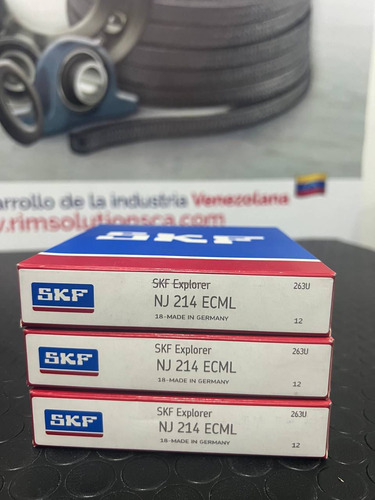 arrollo de la industria Venezolana
w.rimsolutionsca.com
SKF
SKF
SKF Explorer
263U
NJ 214 ECML
18-MADE IN GERMANY
12
SKF
SKF Explorer
263U
NJ 214 ECML
18-MADE IN GERMANY
12
SKF
SKF Explorer
263U
NJ 214 ECML
18-MADE IN GERMANY
12